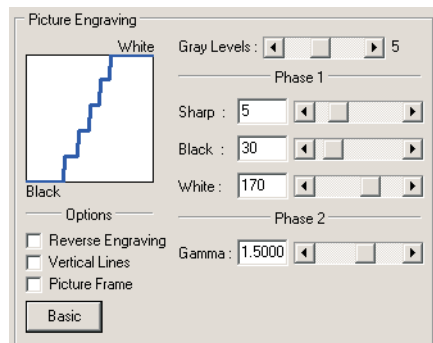 Picture Engraving
White
Gray Levels : 5
Phase 1
Sharp : 5
Black : 30
White : 170
Black
Options
Phase 2
Reverse Engraving
Gamma : 1.5000
Vertical Lines
Picture Frame
Basic